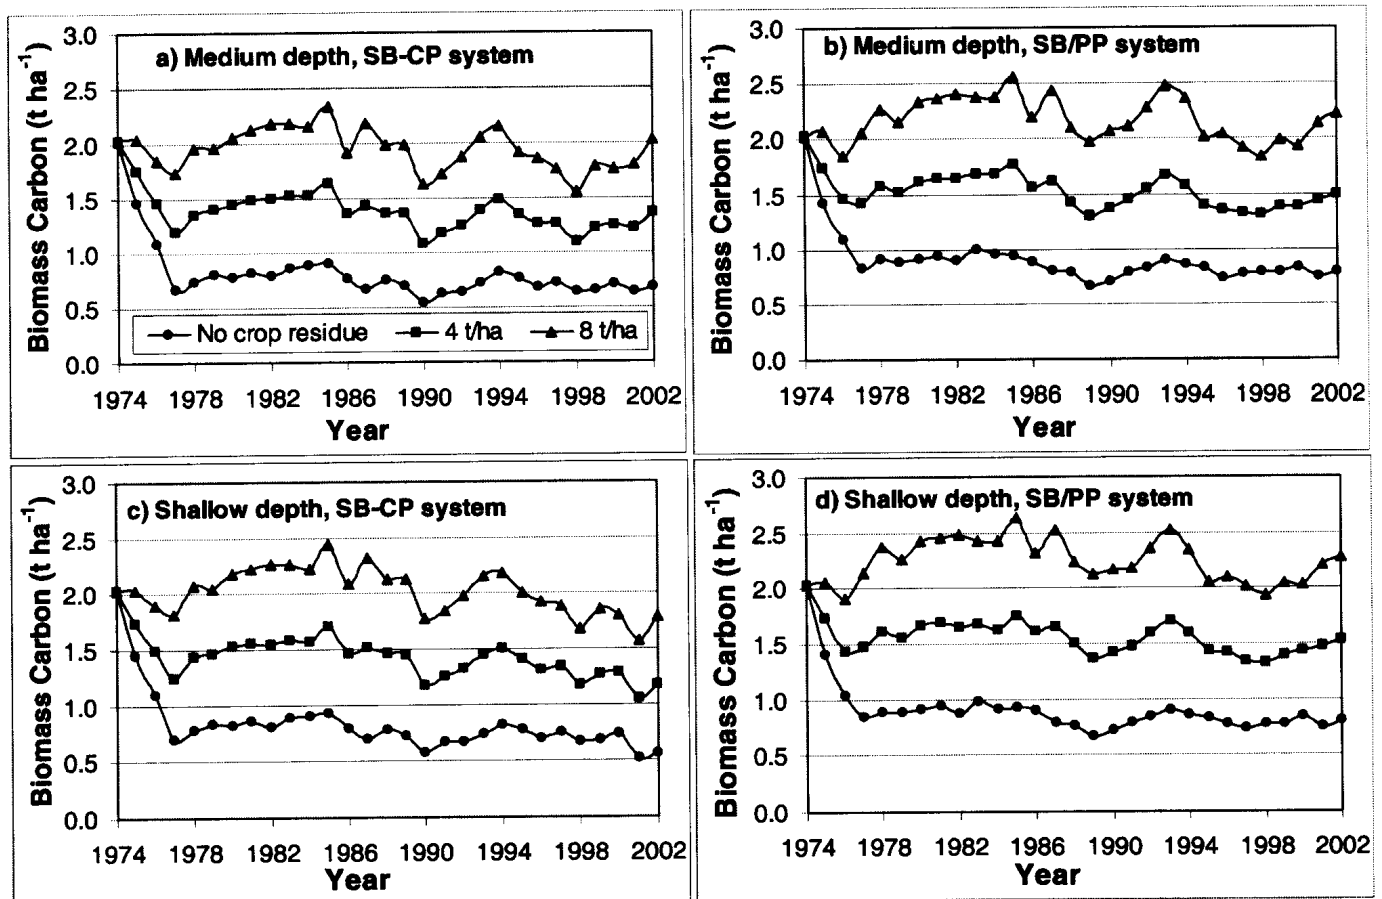 a) Medium depth, SB-CP system
Biomass Carbon (t ha⁻¹)
3.0
2.5
2.0
1.5
1.0
0.5
0.0
No crop residue 4 t/ha 8 t/ha
1974 1978 1982 1986 1990 1994 1998 2002
Year
b) Medium depth, SB/PP system
Biomass Carbon (t ha⁻¹)
3.0
2.5
2.0
1.5
1.0
0.5
0.0
1974 1978 1982 1986 1990 1994 1998 2002
Year
c) Shallow depth, SB-CP system
Biomass Carbon (t ha⁻¹)
3.0
2.5
2.0
1.5
1.0
0.5
0.0
1974 1978 1982 1986 1990 1994 1998 2002
Year
d) Shallow depth, SB/PP system
Biomass Carbon (t ha⁻¹)
3.0
2.5
2.0
1.5
1.0
0.5
0.0
1974 1978 1982 1986 1990 1994 1998 2002
Year